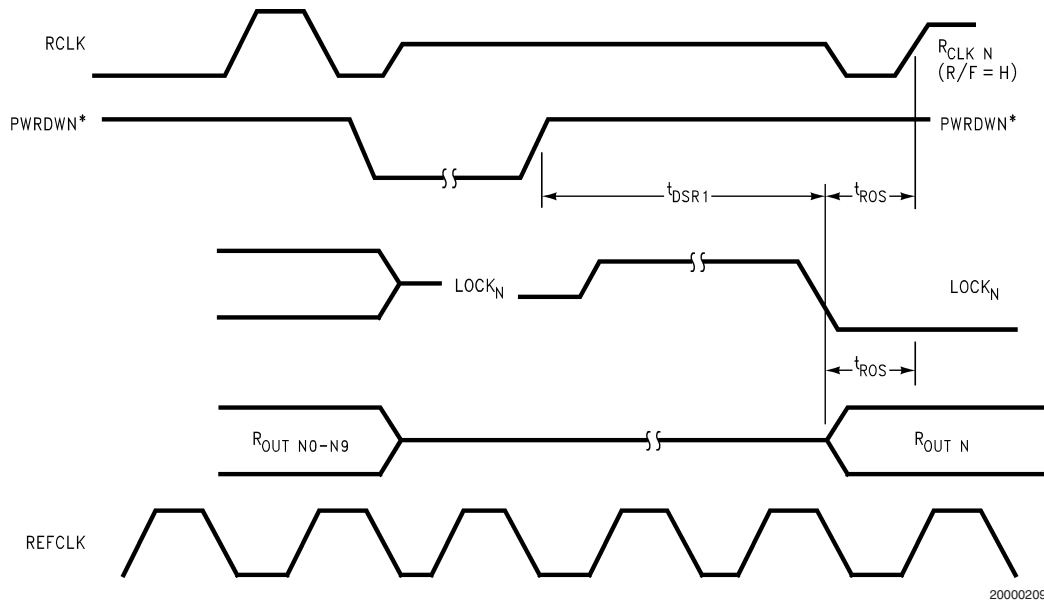 RCLK
R_CLK N
(R/F = H)
PWRDWN*
PWRDWN*
t_DSR1
t_ROS
LOCK_N
LOCK_N
t_ROS
R_OUT N0-N9
R_OUT N
REFCLK
20000209